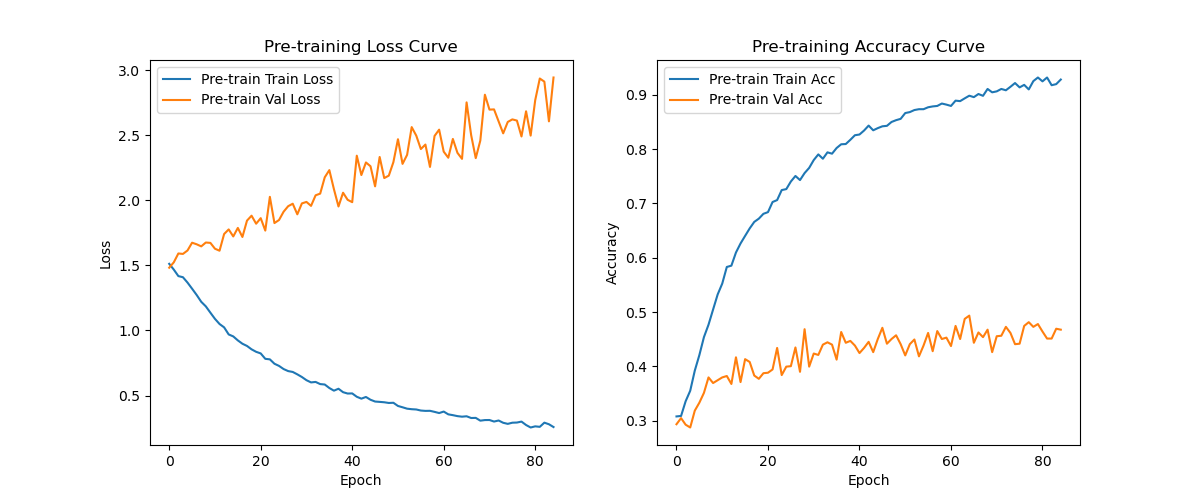 Pre-training Loss Curve
Pre-train Train Loss
Pre-train Val Loss
3.0
2.5
2.0
1.5
1.0
0.5
Loss
0 20 40 60 80
Epoch
Pre-training Accuracy Curve
Pre-train Train Acc
Pre-train Val Acc
0.9
0.8
0.7
0.6
0.5
0.4
0.3
Accuracy
0 20 40 60 80
Epoch